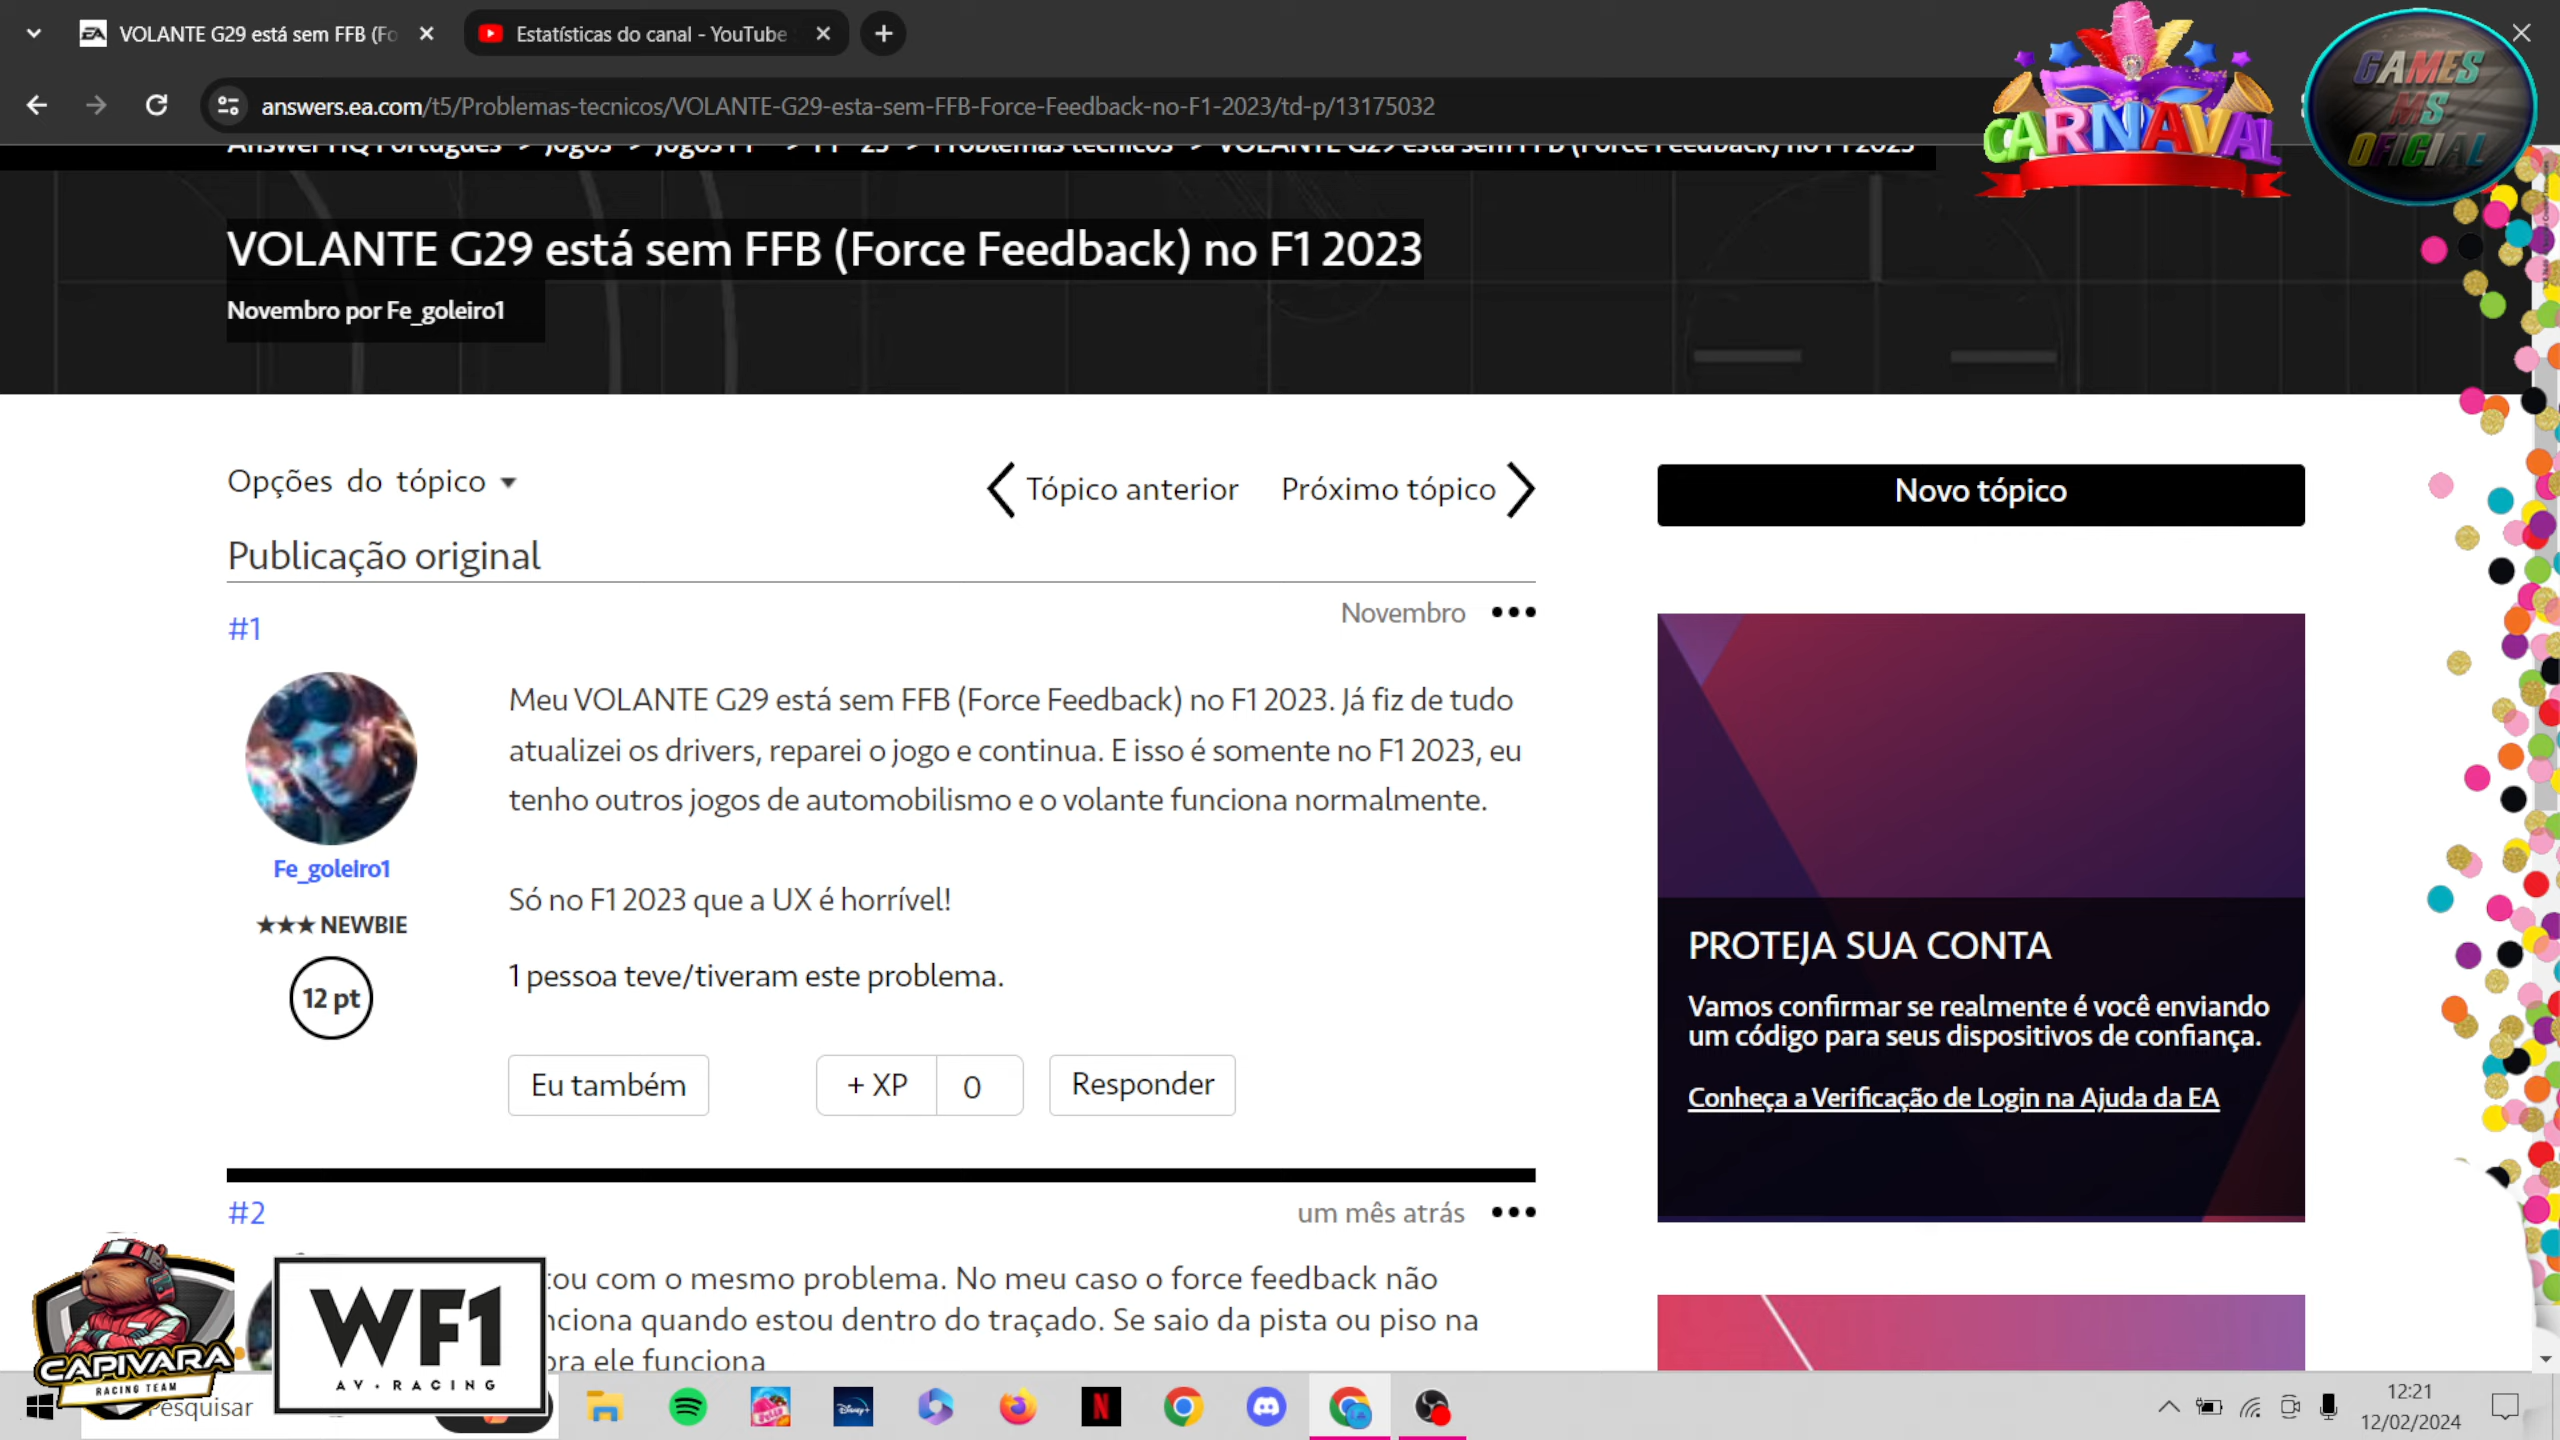 VOLANTE G29 está sem FFB (Fo
Estatísticas do canal - YouTube
answers.ea.com/t5/Problemas-tecnicos/VOLANTE-G29-esta-sem-FFB-Force-Feedback-no-F1-2023/td-p/13175032
CARNAVAL
GAMES
MS
OFICIAL
VOLANTE G29 está sem FFB (Force Feedback) no F1 2023
Novembro por Fe_goleiro1
Opções do tópico
Tópico anterior
Próximo tópico
Novo tópico
Publicação original
#1
Novembro
Meu VOLANTE G29 está sem FFB (Force Feedback) no F1 2023. Já fiz de tudo
atualizei os drivers, reparei o jogo e continua. E isso é somente no F1 2023, eu
tenho outros jogos de automobilismo e o volante funciona normalmente.
Fe_goleiro1
Só no F1 2023 que a UX é horrível!
★★★ NEWBIE
1 pessoa teve/tiveram este problema.
12 pt
Eu também
+ XP
0
Responder
PROTEJA SUA CONTA
Vamos confirmar se realmente é você enviando
um código para seus dispositivos de confiança.
Conheça a Verificação de Login na Ajuda da EA
#2
um mês atrás
tou com o mesmo problema. No meu caso o force feedback não
nciona quando estou dentro do traçado. Se saio da pista ou piso na
bra ele funciona
CAPIVARA
RACING TEAM
WF1
AV • RACING
Pesquisar
Disney+
N
12:21
12/02/2024